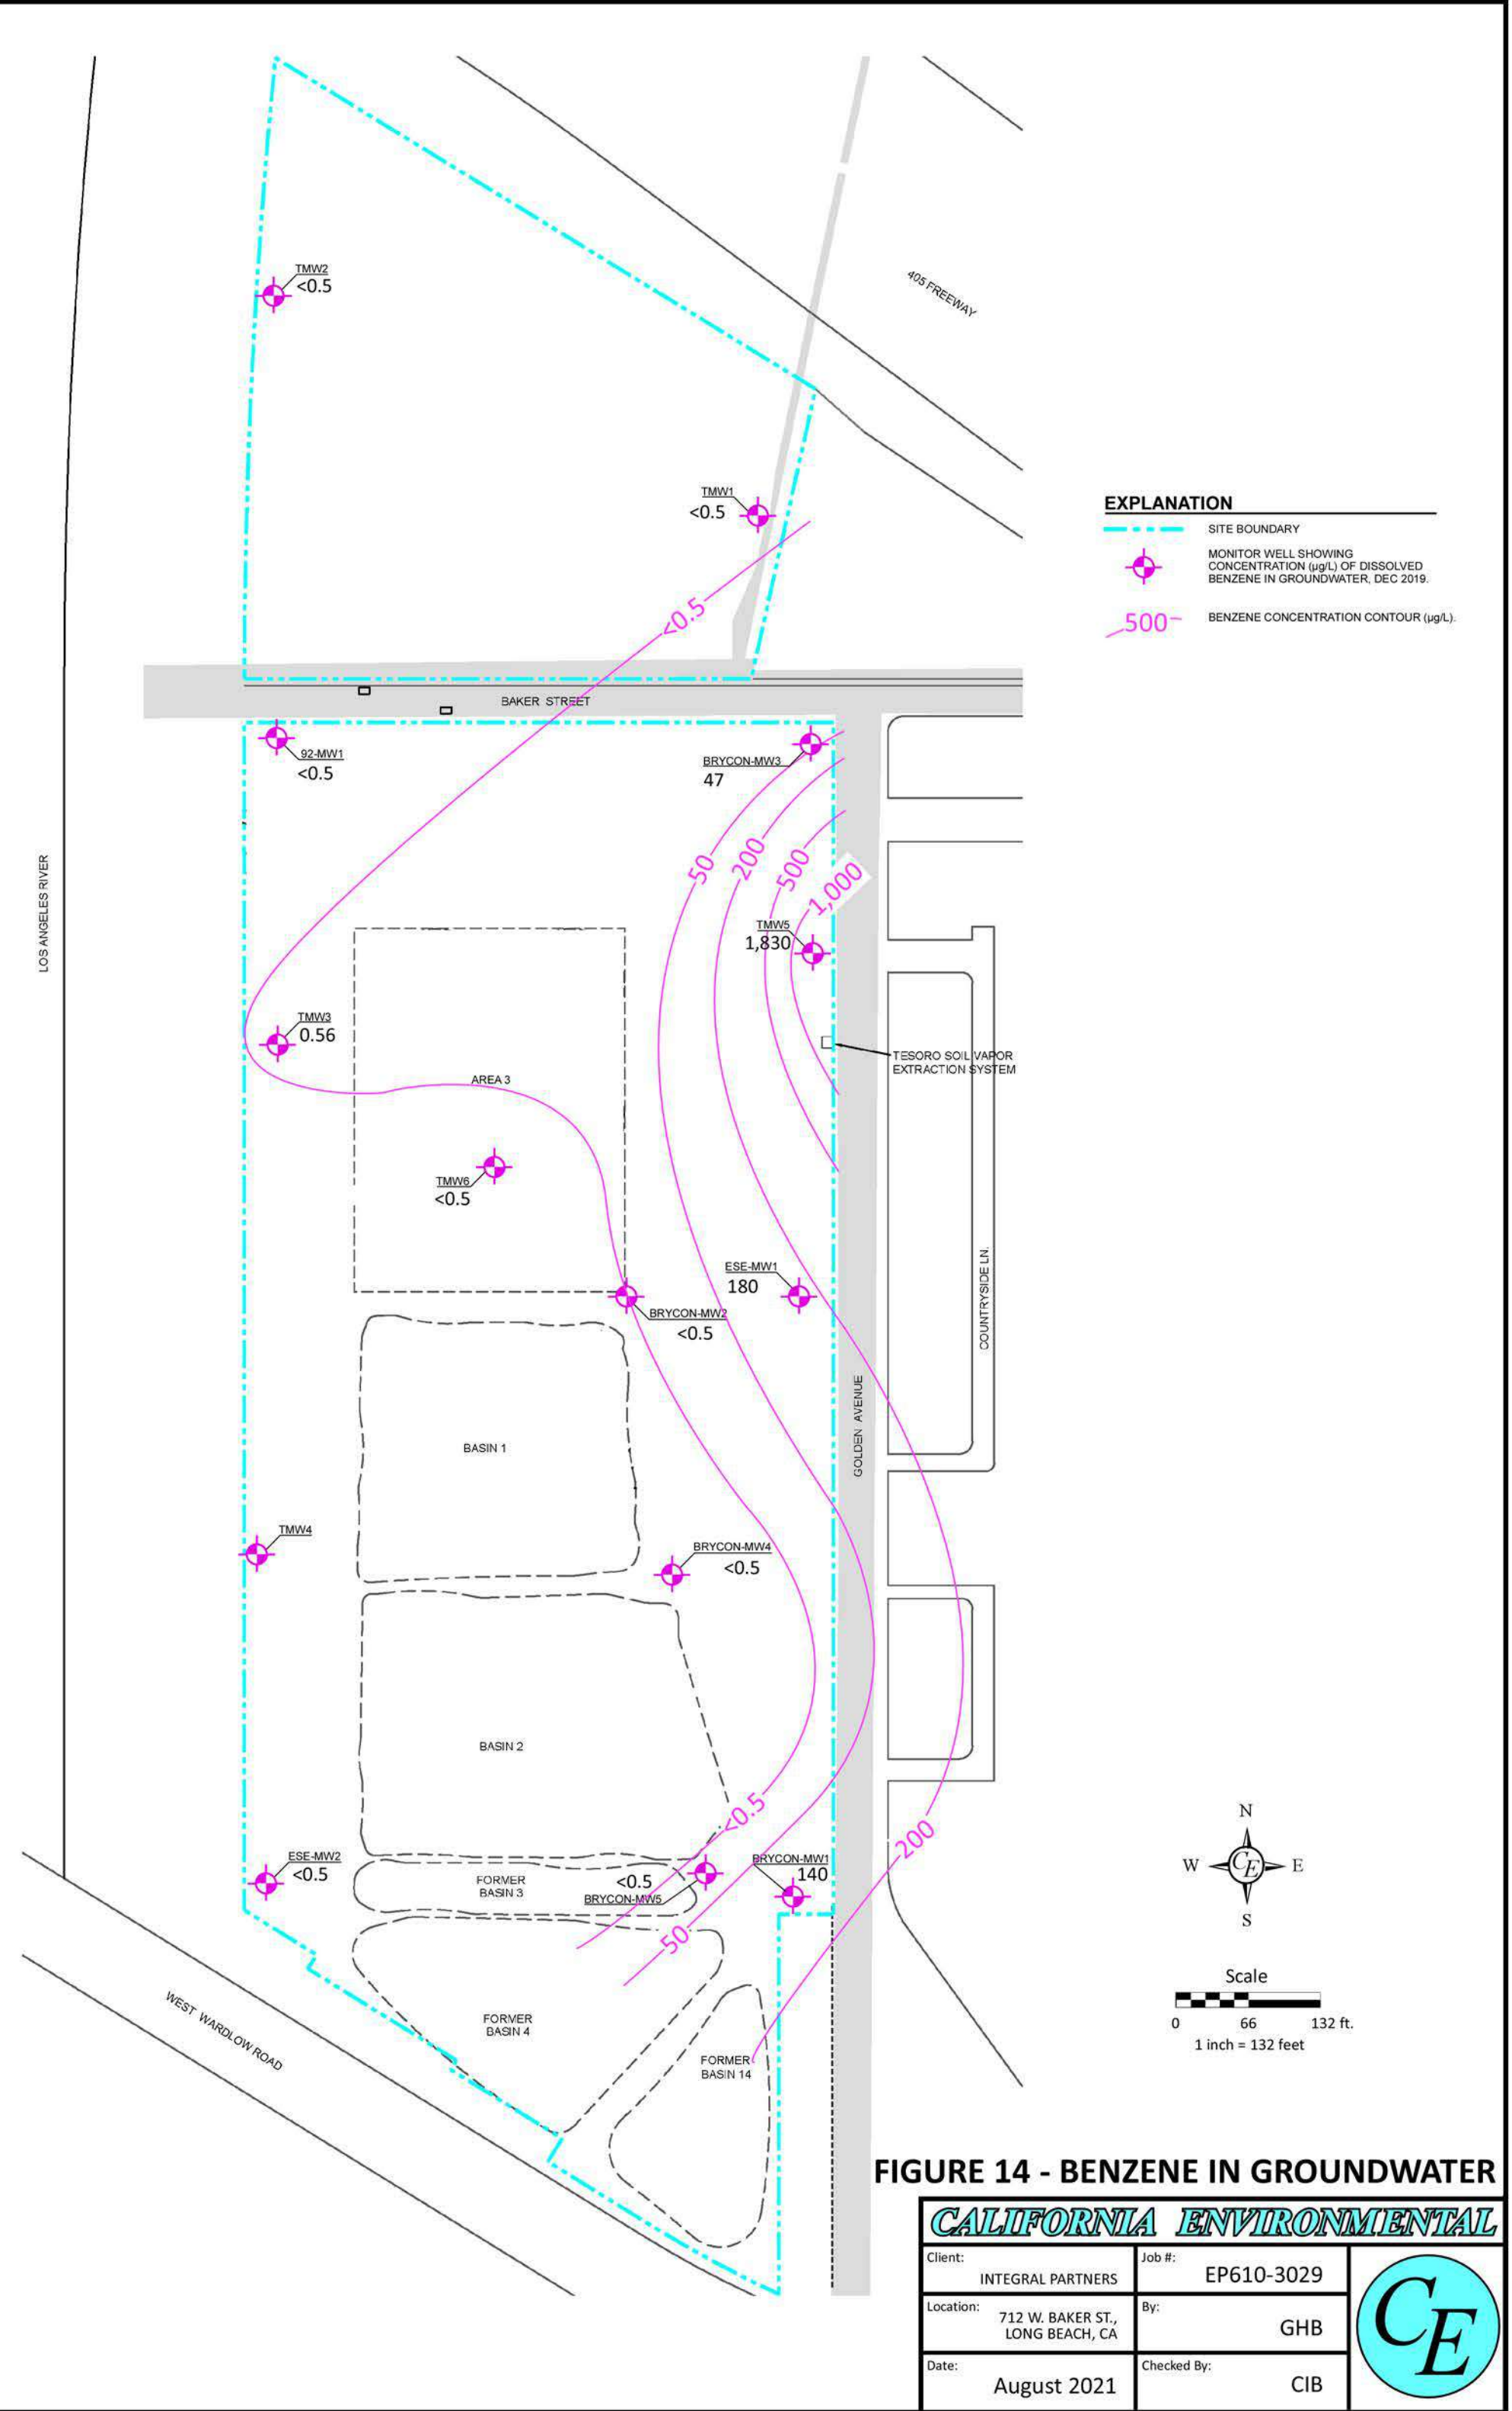 TMW2
<0.5
405 FREEWAY
TMW1
<0.5
EXPLANATION
SITE BOUNDARY
MONITOR WELL SHOWING
CONCENTRATION (µg/L) OF DISSOLVED
BENZENE IN GROUNDWATER, DEC 2019.
500
BENZENE CONCENTRATION CONTOUR (µg/L).
<0.5
BAKER STREET
92-MW1
<0.5
BRYCON-MW3
47
LOS ANGELES RIVER
50
200
500
1,000
TMW5
1,830
TMW3
0.56
TESORO SOIL VAPOR
EXTRACTION SYSTEM
AREA 3
TMW6
<0.5
ESE-MW1
180
BRYCON-MW2
<0.5
COUNTRYSIDE LN.
GOLDEN AVENUE
BASIN 1
TMW4
BRYCON-MW4
<0.5
BASIN 2
<0.5
200
ESE-MW2
<0.5
FORMER
BASIN 3
<0.5
BRYCON-MW5
BRYCON-MW1
140
50
N
W
CE
E
S
Scale
0 66 132 ft.
1 inch = 132 feet
WEST WARDLOW ROAD
FORMER
BASIN 4
FORMER
BASIN 14
FIGURE 14 - BENZENE IN GROUNDWATER
CALIFORNIA ENVIRONMENTAL
Client:
INTEGRAL PARTNERS
Job #:
EP610-3029
Location:
712 W. BAKER ST.,
LONG BEACH, CA
By:
GHB
Date:
August 2021
Checked By:
CIB
CE